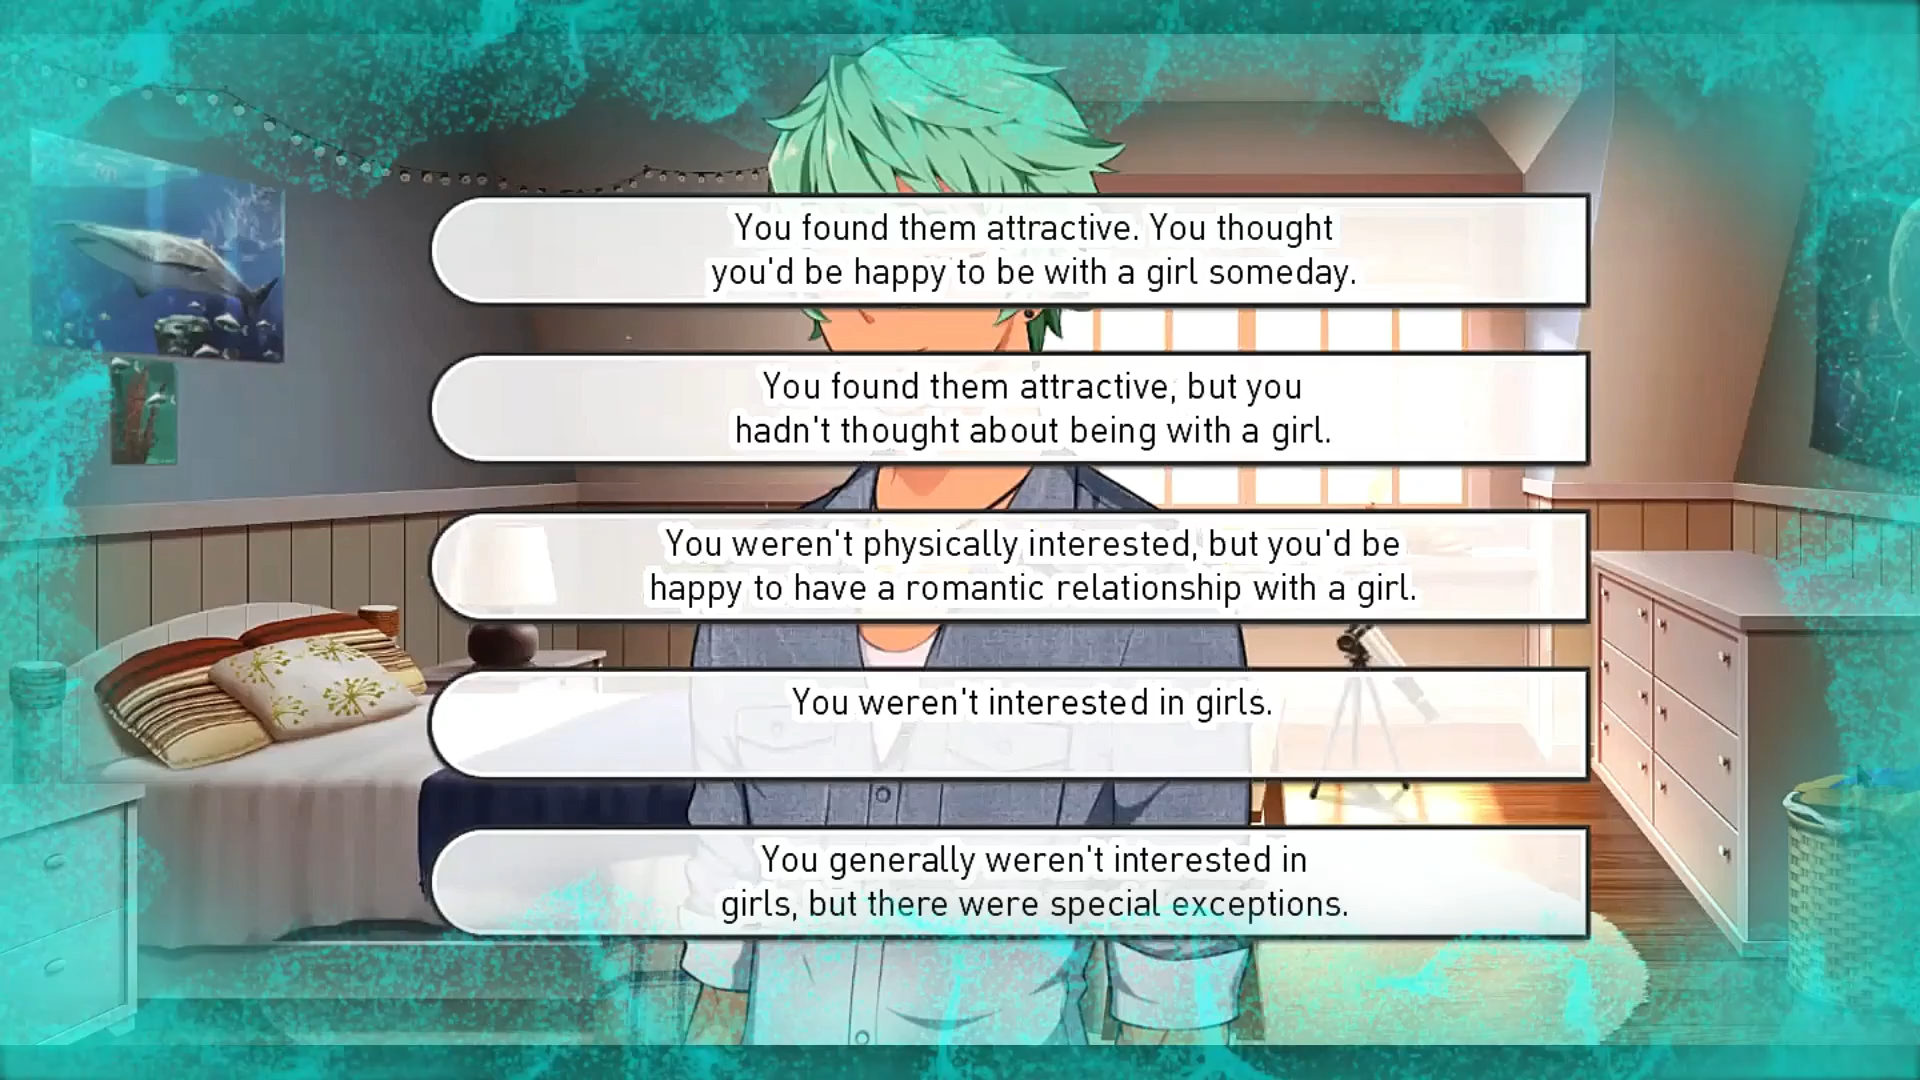 You found them attractive. You thought
you'd be happy to be with a girl someday.
You found them attractive, but you
hadn't thought about being with a girl.
You weren't physically interested, but you'd be
happy to have a romantic relationship with a girl.
You weren't interested in girls.
You generally weren't interested in
girls, but there were special exceptions.